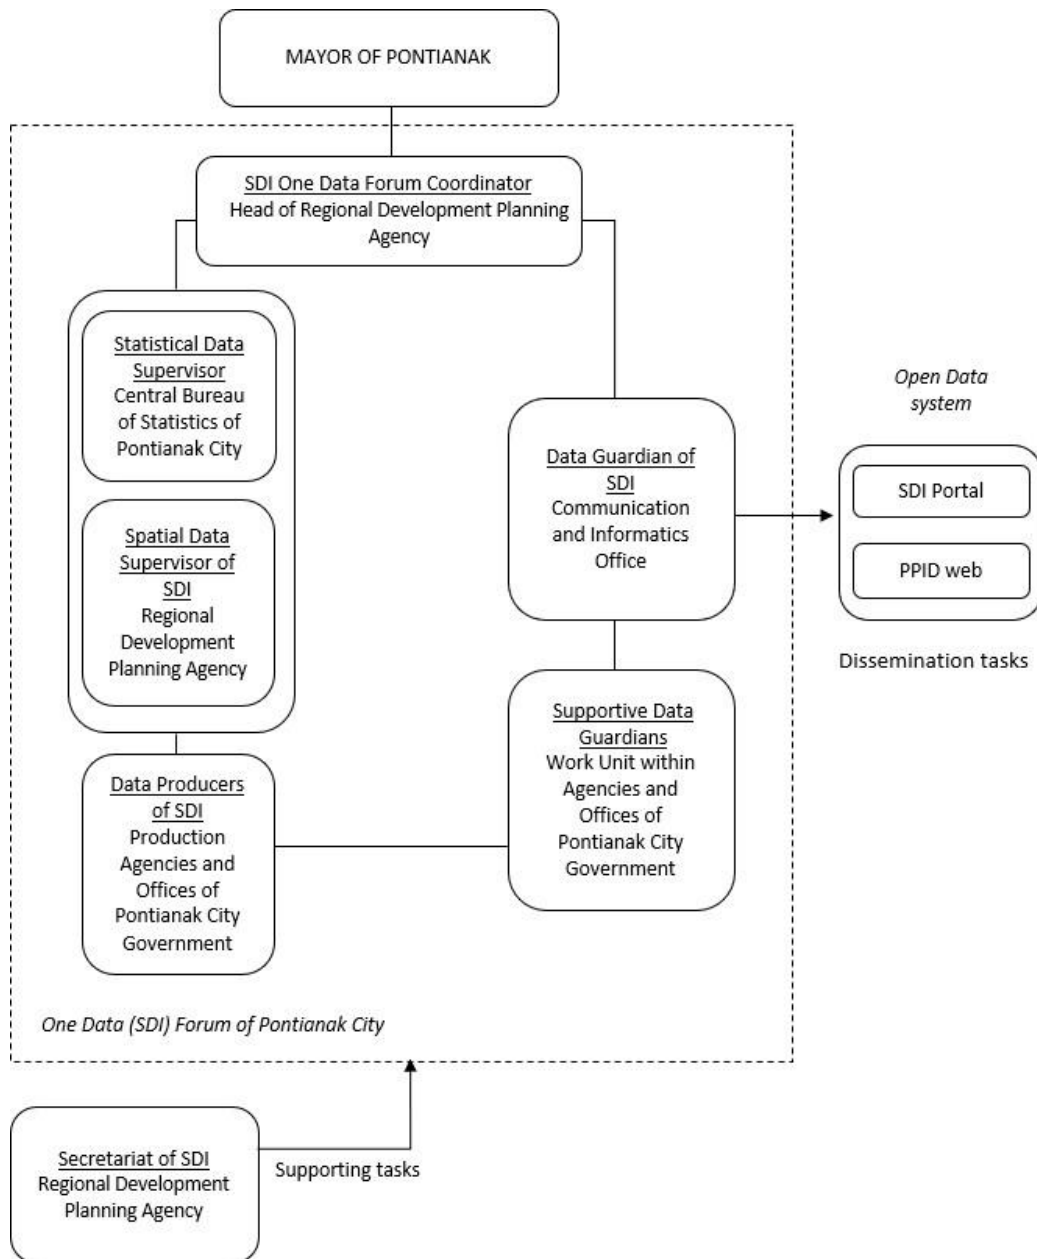 MAYOR OF PONTIANAK
SDI One Data Forum Coordinator
Head of Regional Development Planning
Agency
Statistical Data
Supervisor
Central Bureau
of Statistics of
Pontianak City
Spatial Data
Supervisor of
SDI
Regional
Development
Planning Agency
Data Producers
of SDI
Production
Agencies and
Offices of
Pontianak City
Government
Data Guardian of
SDI
Communication
and Informatics
Office
Supportive Data
Guardians
Work Unit within
Agencies and
Offices of
Pontianak City
Government
Open Data
system
SDI Portal
PPID web
Dissemination tasks
One Data (SDI) Forum of Pontianak City
Secretariat of SDI
Regional Development
Planning Agency
Supporting tasks